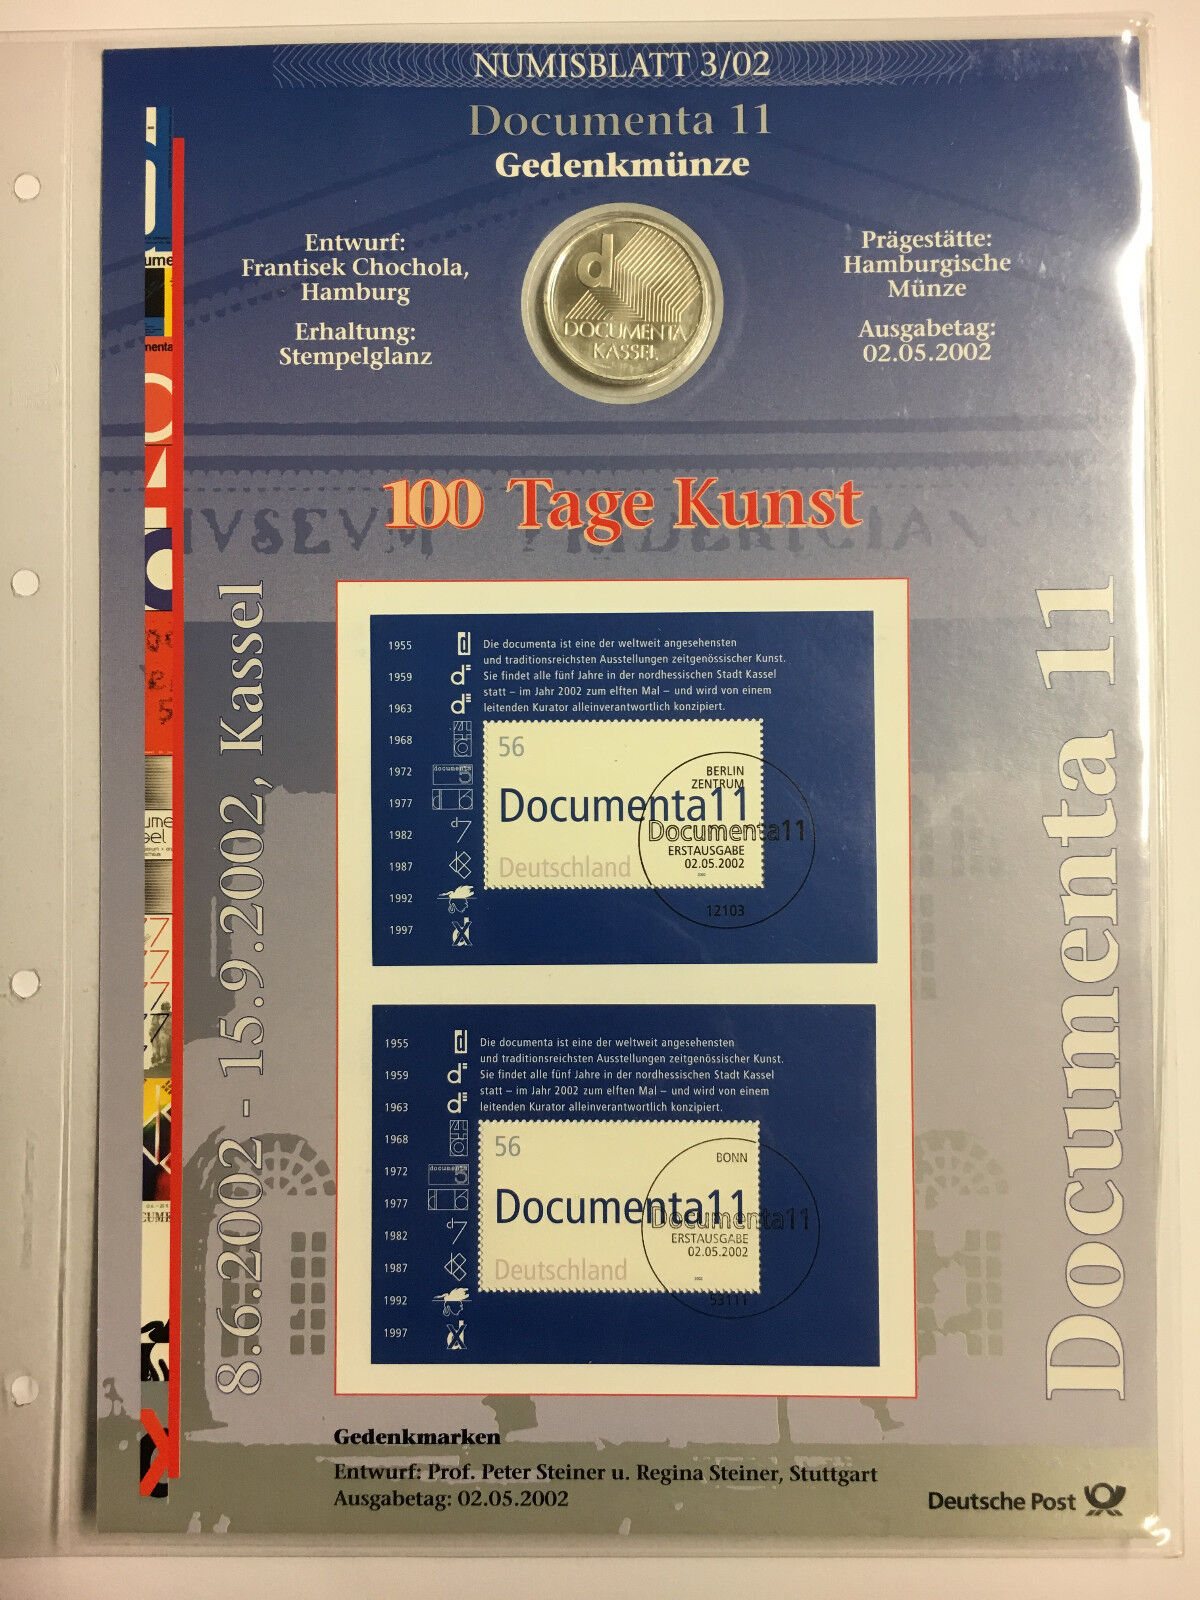 NUMISBLATT 3/02
Documenta 11
Gedenkmünze
Entwurf:
Frantisek Chochola,
Hamburg
Erhaltung:
Stempelglanz
d
DOCUMENTA
KASSEL
Prägestätte:
Hamburgische
Münze
Ausgabetag:
02.05.2002
100 Tage Kunst
MVSEVM FRIDERICIAN
8.6.2002 - 15.9.2002, Kassel
Documenta 11
1955
1959
1963
1968
1972
1977
1982
1987
1992
1997
Die documenta ist eine der weltweit angesehensten
und traditionsreichsten Ausstellungen zeitgenössischer Kunst.
Sie findet alle fünf Jahre in der nordhessischen Stadt Kassel
statt – im Jahr 2002 zum elften Mal – und wird von einem
leitenden Kurator alleinverantwortlich konzipiert.
56
Documenta11
Deutschland
BERLIN
ZENTRUM
Documenta11
ERSTAUSGABE
02.05.2002
12103
1955
1959
1963
1968
1972
1977
1982
1987
1992
1997
Die documenta ist eine der weltweit angesehensten
und traditionsreichsten Ausstellungen zeitgenössischer Kunst.
Sie findet alle fünf Jahre in der nordhessischen Stadt Kassel
statt – im Jahr 2002 zum elften Mal – und wird von einem
leitenden Kurator alleinverantwortlich konzipiert.
56
Documenta11
Deutschland
BONN
Documenta11
ERSTAUSGABE
02.05.2002
53111
Gedenkmarken
Entwurf: Prof. Peter Steiner u. Regina Steiner, Stuttgart
Ausgabetag: 02.05.2002
Deutsche Post